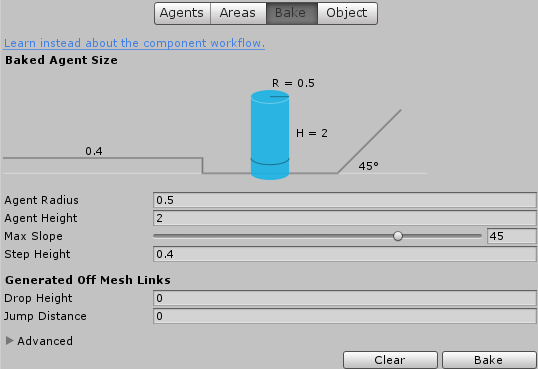 Agents Areas Bake Object
Learn instead about the component workflow.
Baked Agent Size
R = 0.5
H = 2
0.4
45°
Agent Radius 0.5
Agent Height 2
Max Slope 45
Step Height 0.4
Generated Off Mesh Links
Drop Height 0
Jump Distance 0
Advanced
Clear Bake